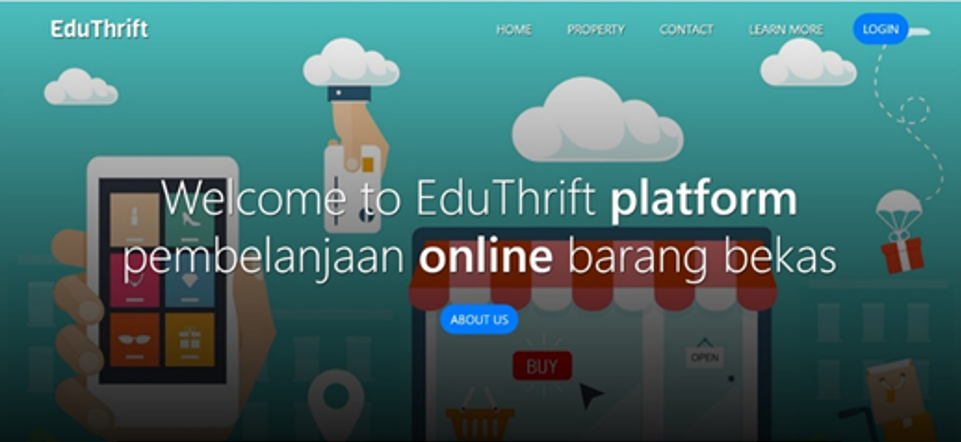 EduThrift
HOME PROPERTY CONTACT LEARN MORE LOGIN
Welcome to EduThrift platform
pembelanjaan online barang bekas
ABOUT US
BUY
OPEN